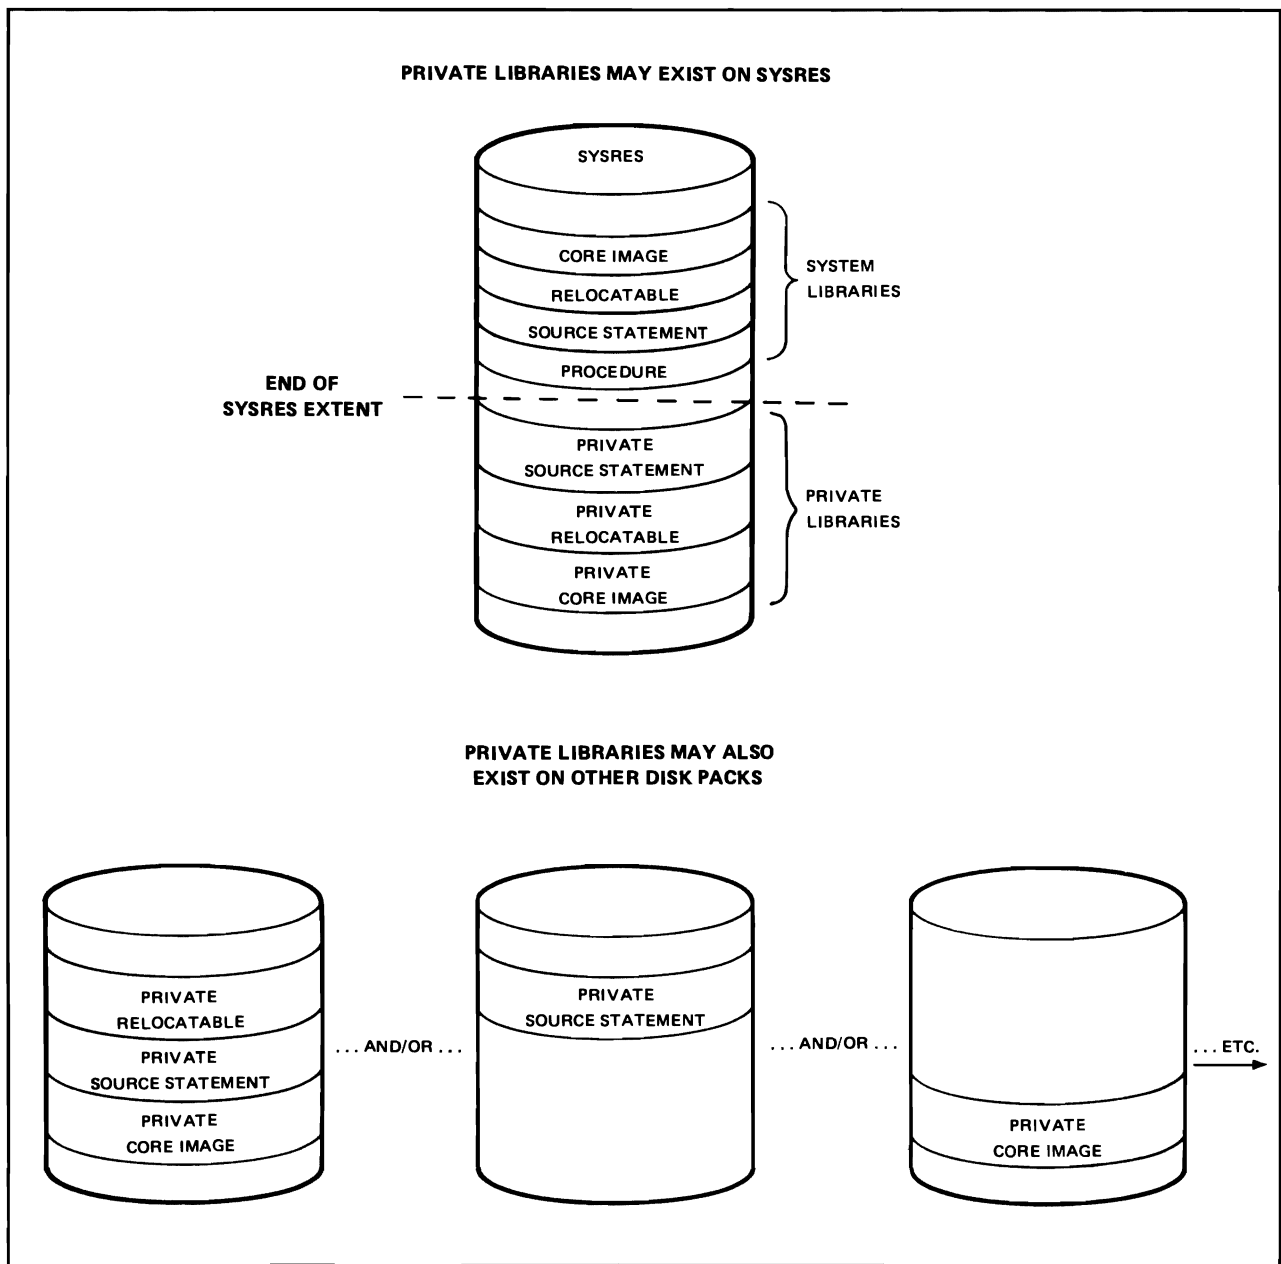 PRIVATE LIBRARIES MAY EXIST ON SYSRES
SYSRES
CORE IMAGE
RELOCATABLE
SOURCE STATEMENT
PROCEDURE
SYSTEM
LIBRARIES
END OF
SYSRES EXTENT
PRIVATE
SOURCE STATEMENT
PRIVATE
RELOCATABLE
PRIVATE
CORE IMAGE
PRIVATE
LIBRARIES
PRIVATE LIBRARIES MAY ALSO
EXIST ON OTHER DISK PACKS
PRIVATE
RELOCATABLE
PRIVATE
SOURCE STATEMENT
PRIVATE
CORE IMAGE
... AND/OR ...
PRIVATE
SOURCE STATEMENT
... AND/OR ...
PRIVATE
CORE IMAGE
... ETC.